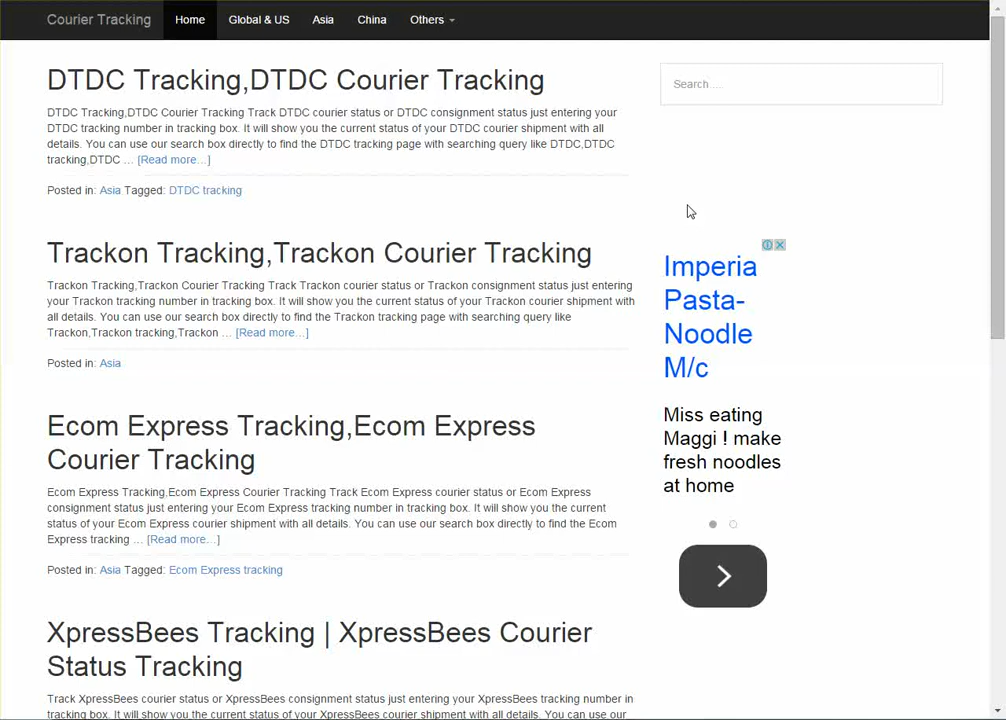 Courier Tracking Home Global & US Asia China Others
DTDC Tracking,DTDC Courier Tracking
DTDC Tracking,DTDC Courier Tracking Track DTDC courier status or DTDC consignment status just entering your
DTDC tracking number in tracking box. It will show you the current status of your DTDC courier shipment with all
details. You can use our search box directly to find the DTDC tracking page with searching query like DTDC,DTDC
tracking,DTDC … [Read more…]
Posted in: Asia Tagged: DTDC tracking
Trackon Tracking,Trackon Courier Tracking
Trackon Tracking,Trackon Courier Tracking Track Trackon courier status or Trackon consignment status just entering
your Trackon tracking number in tracking box. It will show you the current status of your Trackon courier shipment with
all details. You can use our search box directly to find the Trackon tracking page with searching query like
Trackon,Trackon tracking,Trackon … [Read more…]
Posted in: Asia
Ecom Express Tracking,Ecom Express
Courier Tracking
Ecom Express Tracking,Ecom Express Courier Tracking Track Ecom Express courier status or Ecom Express
consignment status just entering your Ecom Express tracking number in tracking box. It will show you the current
status of your Ecom Express courier shipment with all details. You can use our search box directly to find the Ecom
Express tracking … [Read more…]
Posted in: Asia Tagged: Ecom Express tracking
XpressBees Tracking | XpressBees Courier
Status Tracking
Track XpressBees courier status or XpressBees consignment status just entering your XpressBees tracking number in
tracking box. It will show you the current status of your XpressBees courier shipment with all details. You can use our
Search …
Imperia
Pasta-
Noodle
M/c
Miss eating
Maggi ! make
fresh noodles
at home